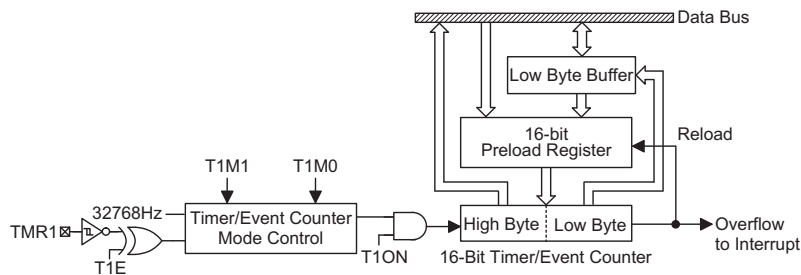 Data Bus
Low Byte Buffer
16-bit
Preload Register
Reload
T1M1
T1M0
32768Hz
Timer/Event Counter
Mode Control
TMR1
T1E
T1ON
High Byte
Low Byte
16-Bit Timer/Event Counter
Overflow
to Interrupt